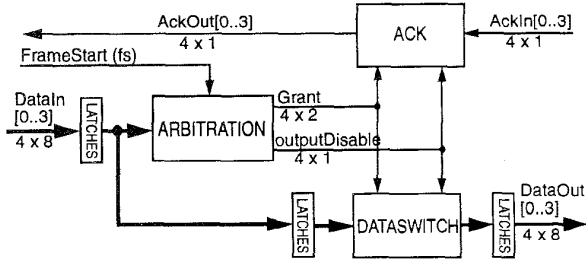 AckOut[0..3]
4 x 1
ACK
AckIn[0..3]
4 x 1
FrameStart (fs)
DataIn
[0..3]
4 x 8
LATCHES
ARBITRATION
Grant
4 x 2
outputDisable
4 x 1
LATCHES
DATASWITCH
LATCHES
DataOut
[0..3]
4 x 8